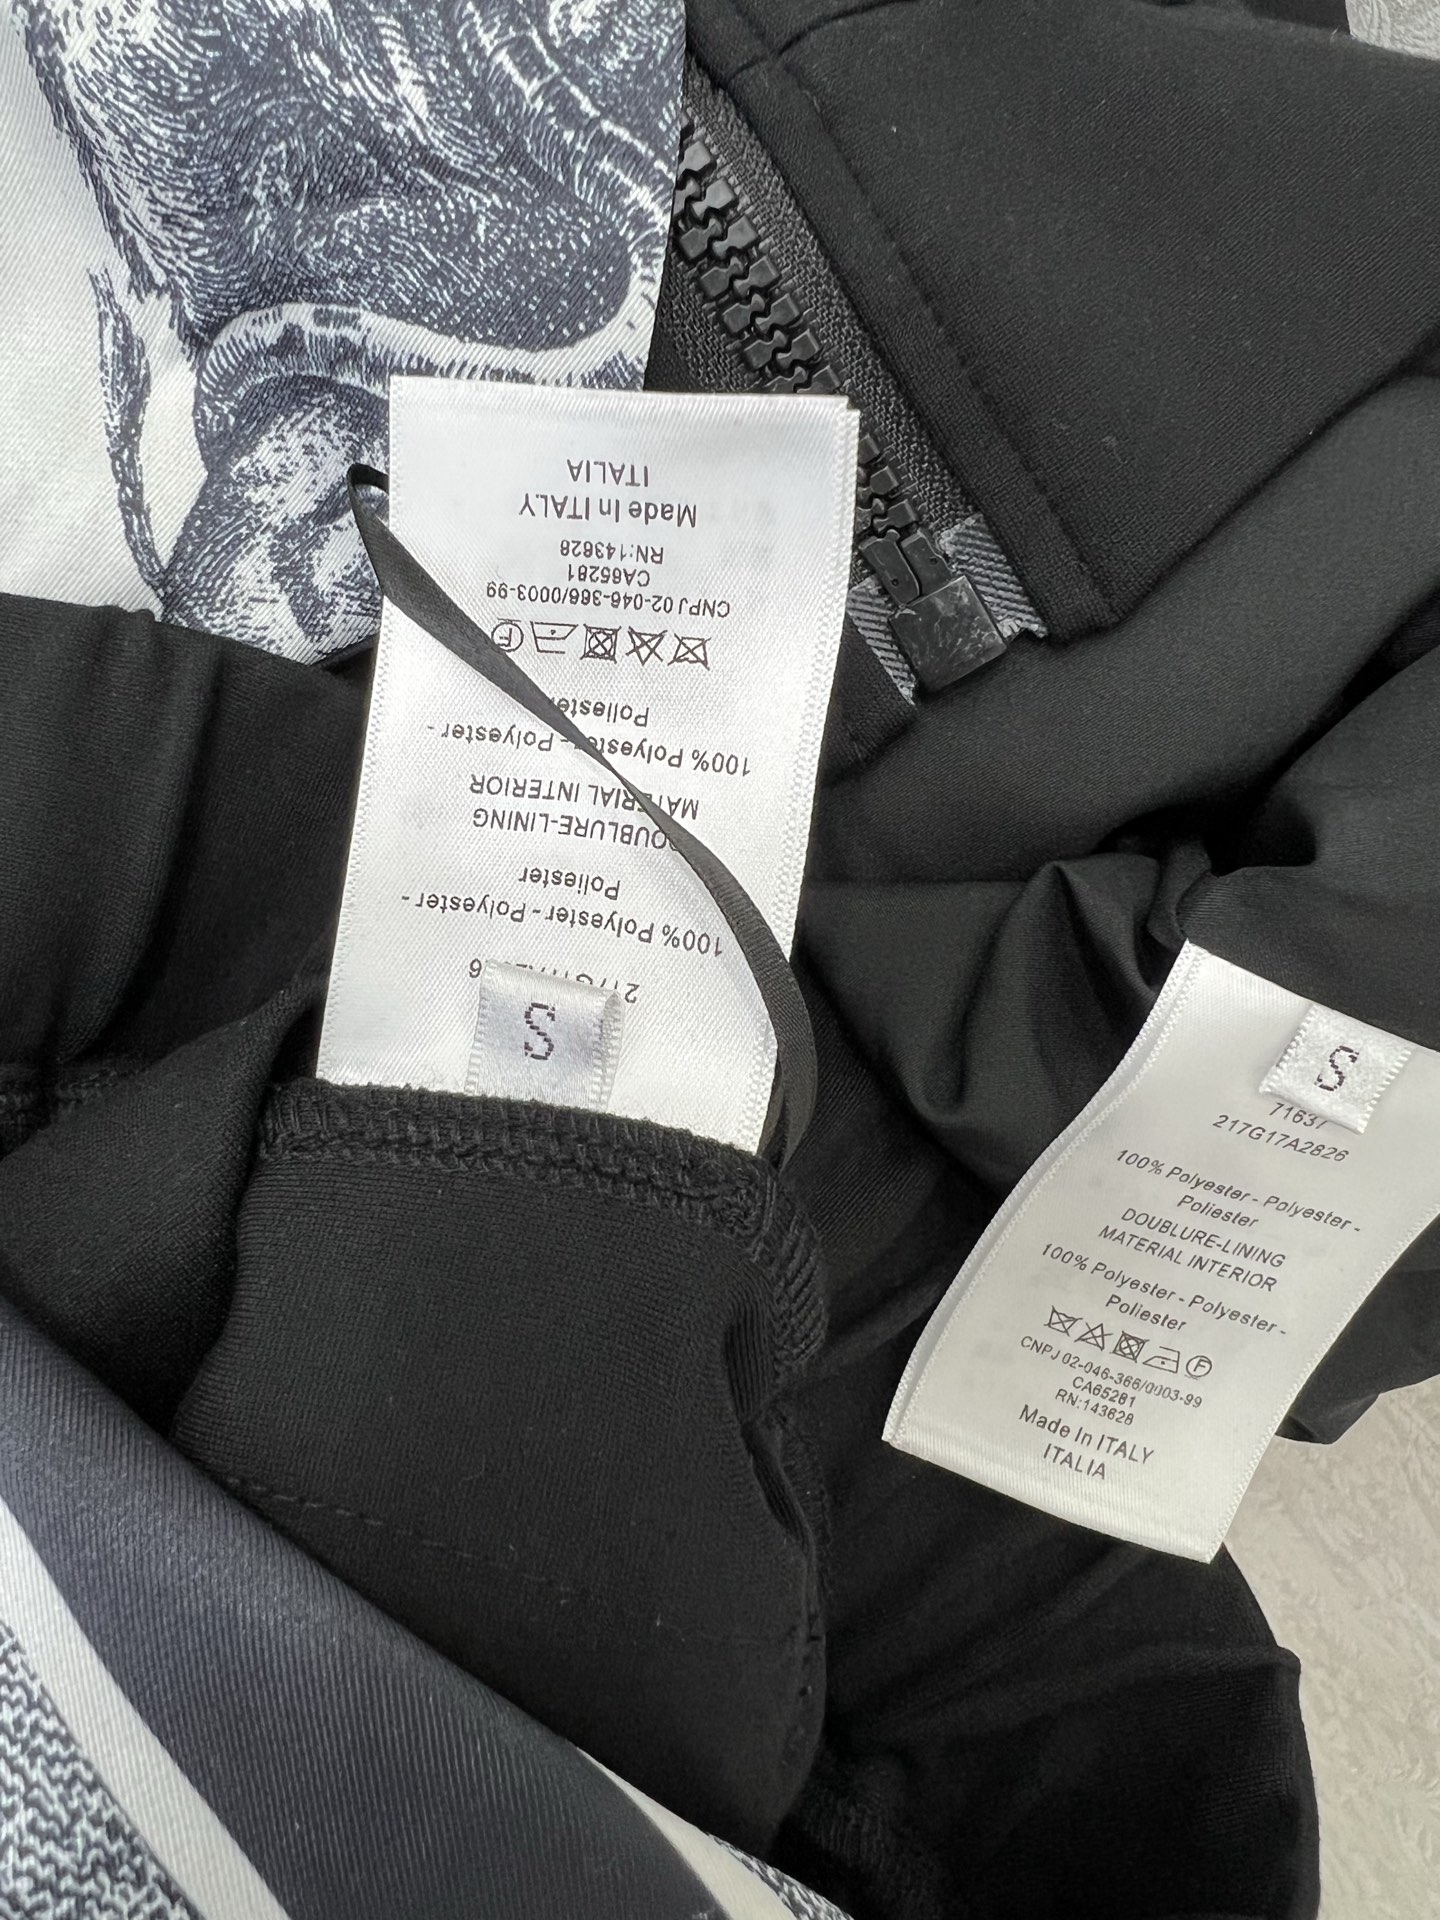 ITALIA
Made In ITALY
RN:143628
CA65281
CNPJ 02-046-366/0003-99
F
Poliester
100% Polyester - Polyester -
MATERIAL INTERIOR
DOUBLURE-LINING
Poliester
100% Polyester - Polyester -
S
S
7163
217G17A2826
100% Polyester - Polyester -
Poliester
DOUBLURE-LINING
MATERIAL INTERIOR
100% Polyester - Polyester -
Poliester
F
CNPJ 02-046-366/0003-99
CA65281
RN:143628
Made In ITALY
ITALIA